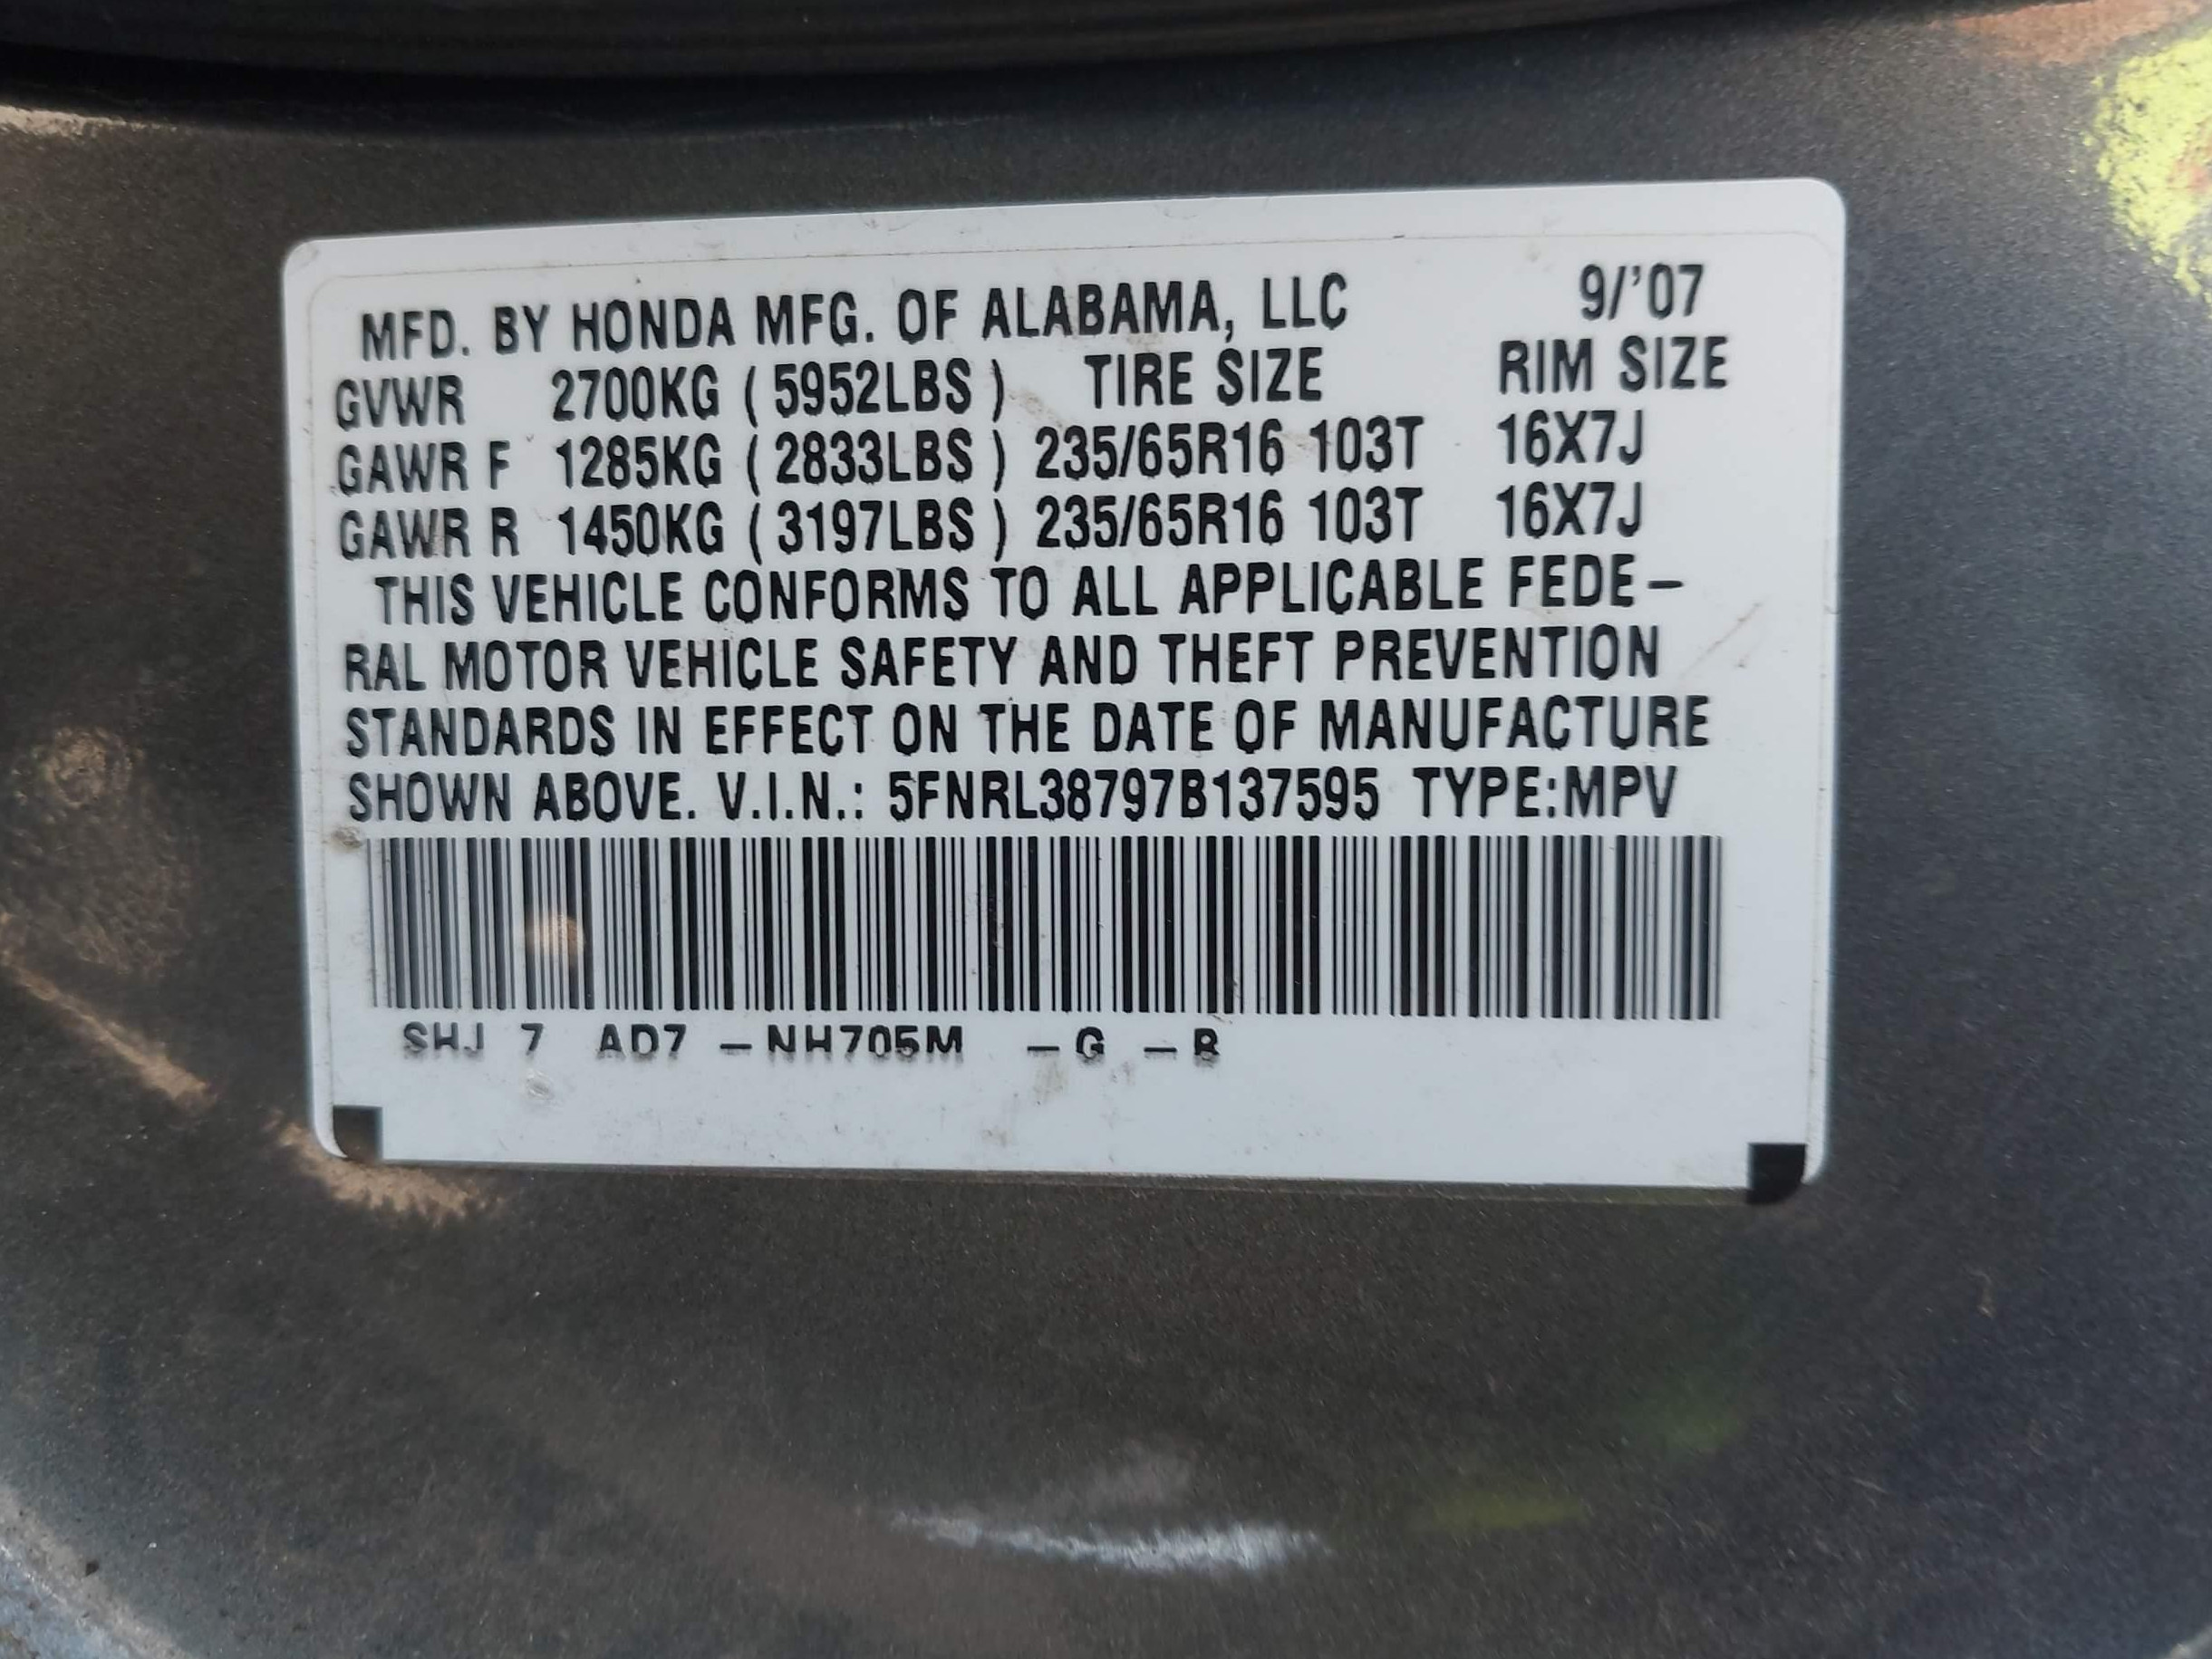 MFD. BY HONDA MFG. OF ALABAMA, LLC 9/'07
GVWR 2700KG (5952LBS) TIRE SIZE RIM SIZE
GAWR F 1285KG (2833LBS) 235/65R16 103T 16X7J
GAWR R 1450KG (3197LBS) 235/65R16 103T 16X7J
THIS VEHICLE CONFORMS TO ALL APPLICABLE FEDE-
RAL MOTOR VEHICLE SAFETY AND THEFT PREVENTION
STANDARDS IN EFFECT ON THE DATE OF MANUFACTURE
SHOWN ABOVE. V.I.N.: 5FNRL38797B137595 TYPE:MPV
SHJ 7 AD7 -NH705M -G -B